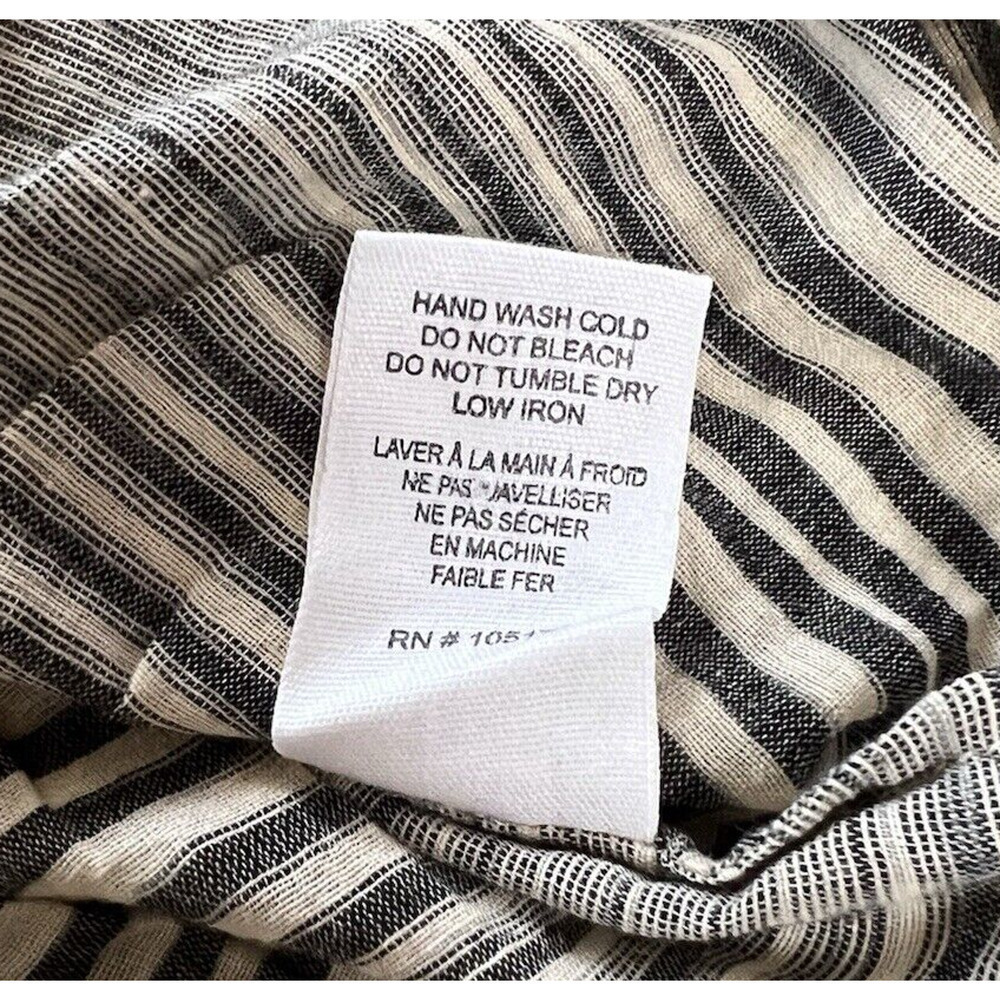 HAND WASH COLD
DO NOT BLEACH
DO NOT TUMBLE DRY
LOW IRON
LAVER À LA MAIN À FROID
NE PAS JAVELLISER
NE PAS SÉCHER
EN MACHINE
FAIBLE FER
RN #